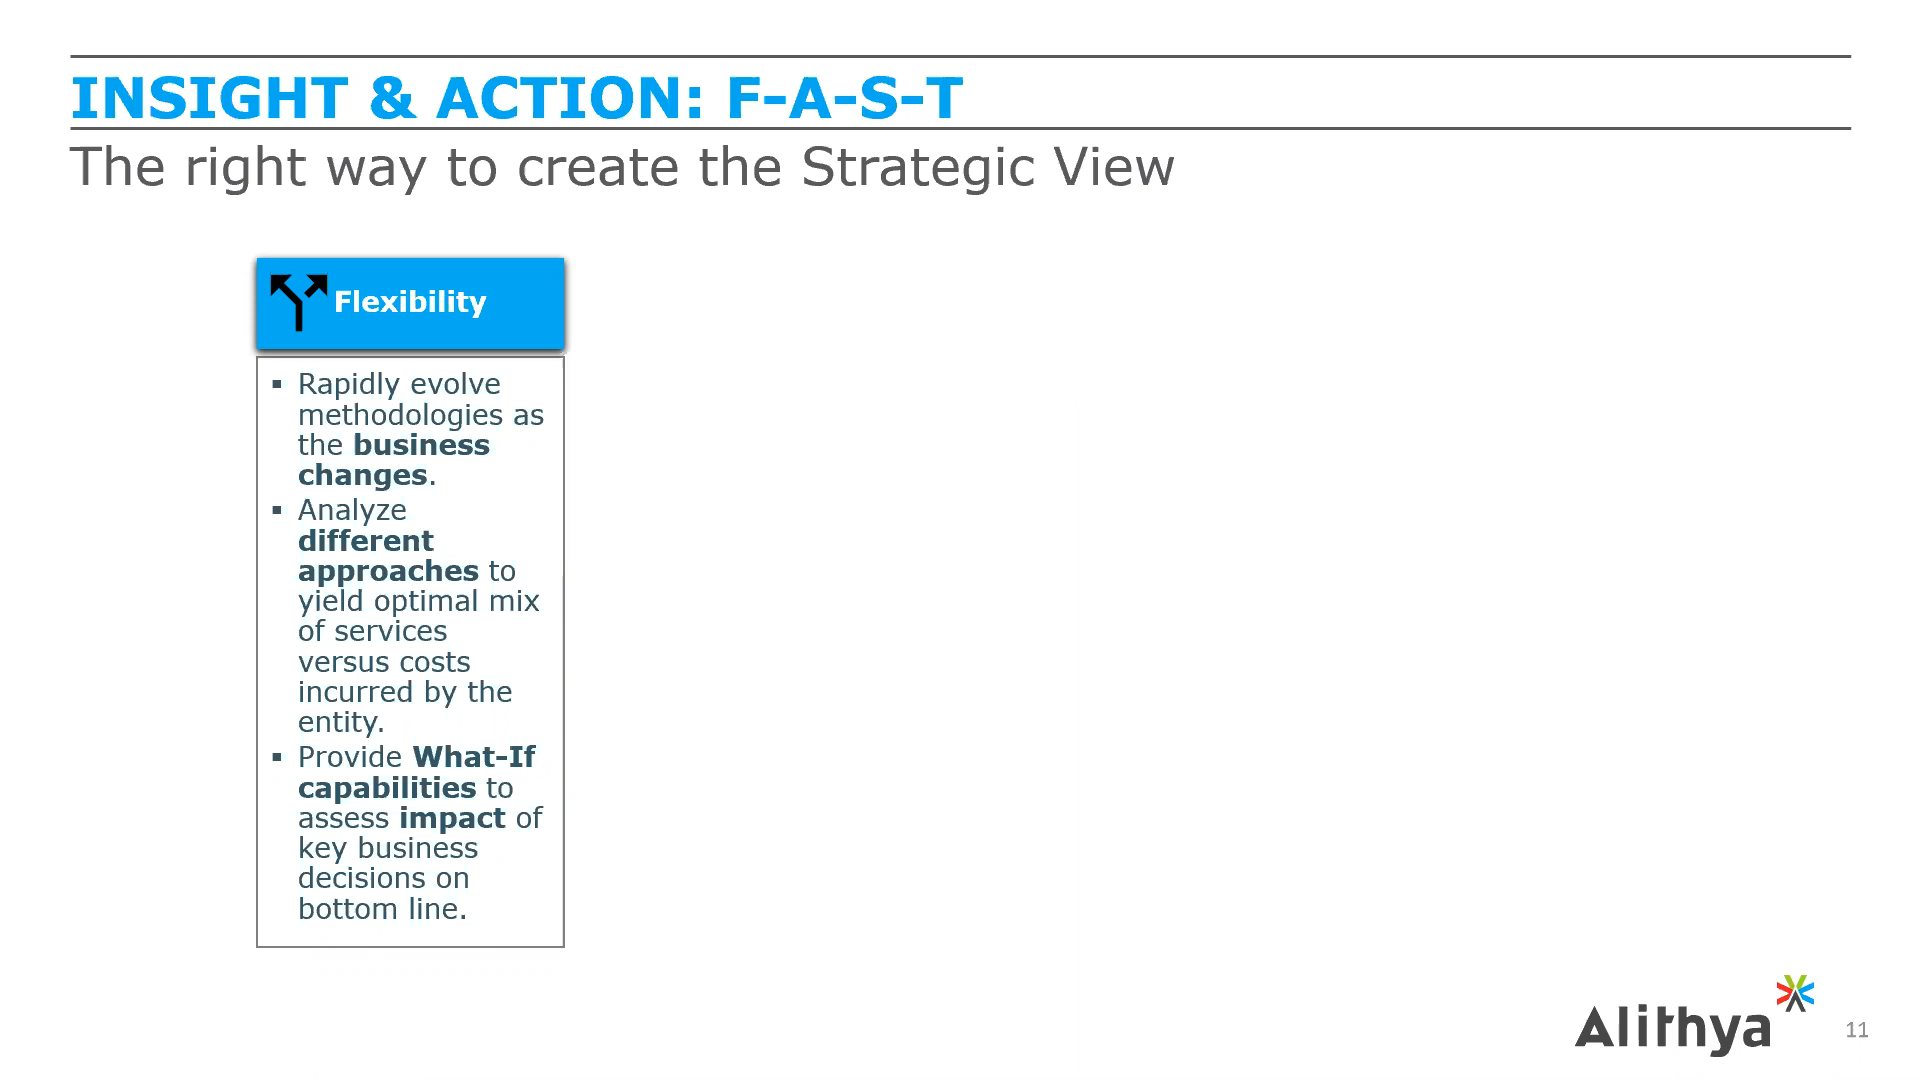 INSIGHT & ACTION: F-A-S-T
The right way to create the Strategic View
Flexibility
▪ Rapidly evolve
methodologies as
the business
changes.
▪ Analyze
different
approaches to
yield optimal mix
of services
versus costs
incurred by the
entity.
▪ Provide What-If
capabilities to
assess impact of
key business
decisions on
bottom line.
Alithya
11